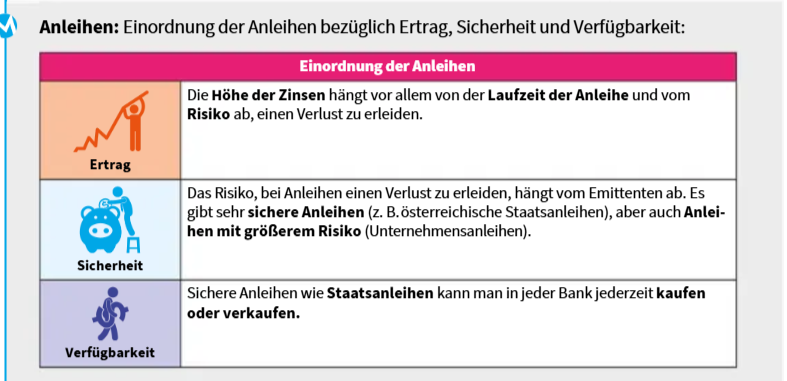 Anleihen: Einordnung der Anleihen bezüglich Ertrag, Sicherheit und Verfügbarkeit:
Einordnung der Anleihen
Die Höhe der Zinsen hängt vor allem von der Laufzeit der Anleihe und vom
Risiko ab, einen Verlust zu erleiden.
Ertrag
Das Risiko, bei Anleihen einen Verlust zu erleiden, hängt vom Emittenten ab. Es
gibt sehr sichere Anleihen (z. B. österreichische Staatsanleihen), aber auch Anlei-
hen mit größerem Risiko (Unternehmensanleihen).
Sicherheit
Sichere Anleihen wie Staatsanleihen kann man in jeder Bank jederzeit kaufen
oder verkaufen.
Verfügbarkeit